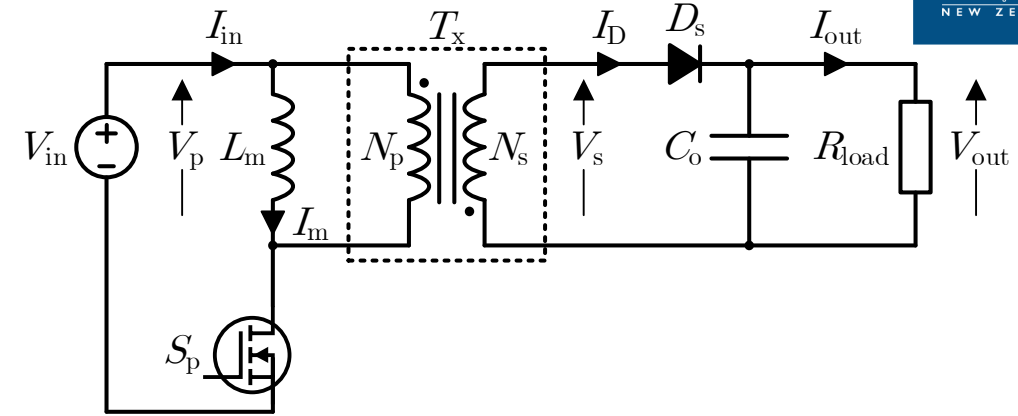 NEW ZE
I_in
T_x
I_D
D_s
I_out
V_in
V_p
L_m
N_p
N_s
V_s
C_o
R_load
V_out
I_m
S_p